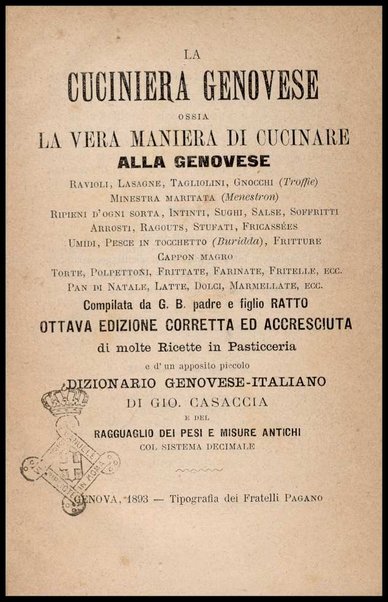 LA
CUCINIERA GENOVESE
OSSIA
LA VERA MANIERA DI CUCINARE
ALLA GENOVESE
RAVIOLI, LASAGNE, TAGLIOLINI, GNOCCHI (Troffie)
MINESTRA MARITATA (Menestron)
RIPIENI D'OGNI SORTA, INTINTI, SUGHI, SALSE, SOFFRITTI
ARROSTI, RAGOUTS, STUFATI, FRICASSÉES
UMIDI, PESCE IN TOCCHETTO (Buridda), FRITTURE
CAPPON MAGRO
TORTE, POLPETTONI, FRITTATE, FARINATE, FRITELLE, ECC.
PAN DI NATALE, LATTE, DOLCI, MARMELLATE, ECC.
Compilata da G. B. padre e figlio RATTO
OTTAVA EDIZIONE CORRETTA ED ACCRESCIUTA
di molte Ricette in Pasticceria
e d'un apposito piccolo
DIZIONARIO GENOVESE-ITALIANO
DI GIO. CASACCIA
E DEL
RAGGUAGLIO DEI PESI E MISURE ANTICHI
COL SISTEMA DECIMALE
GENOVA, 1893 — Tipografia dei Fratelli PAGANO